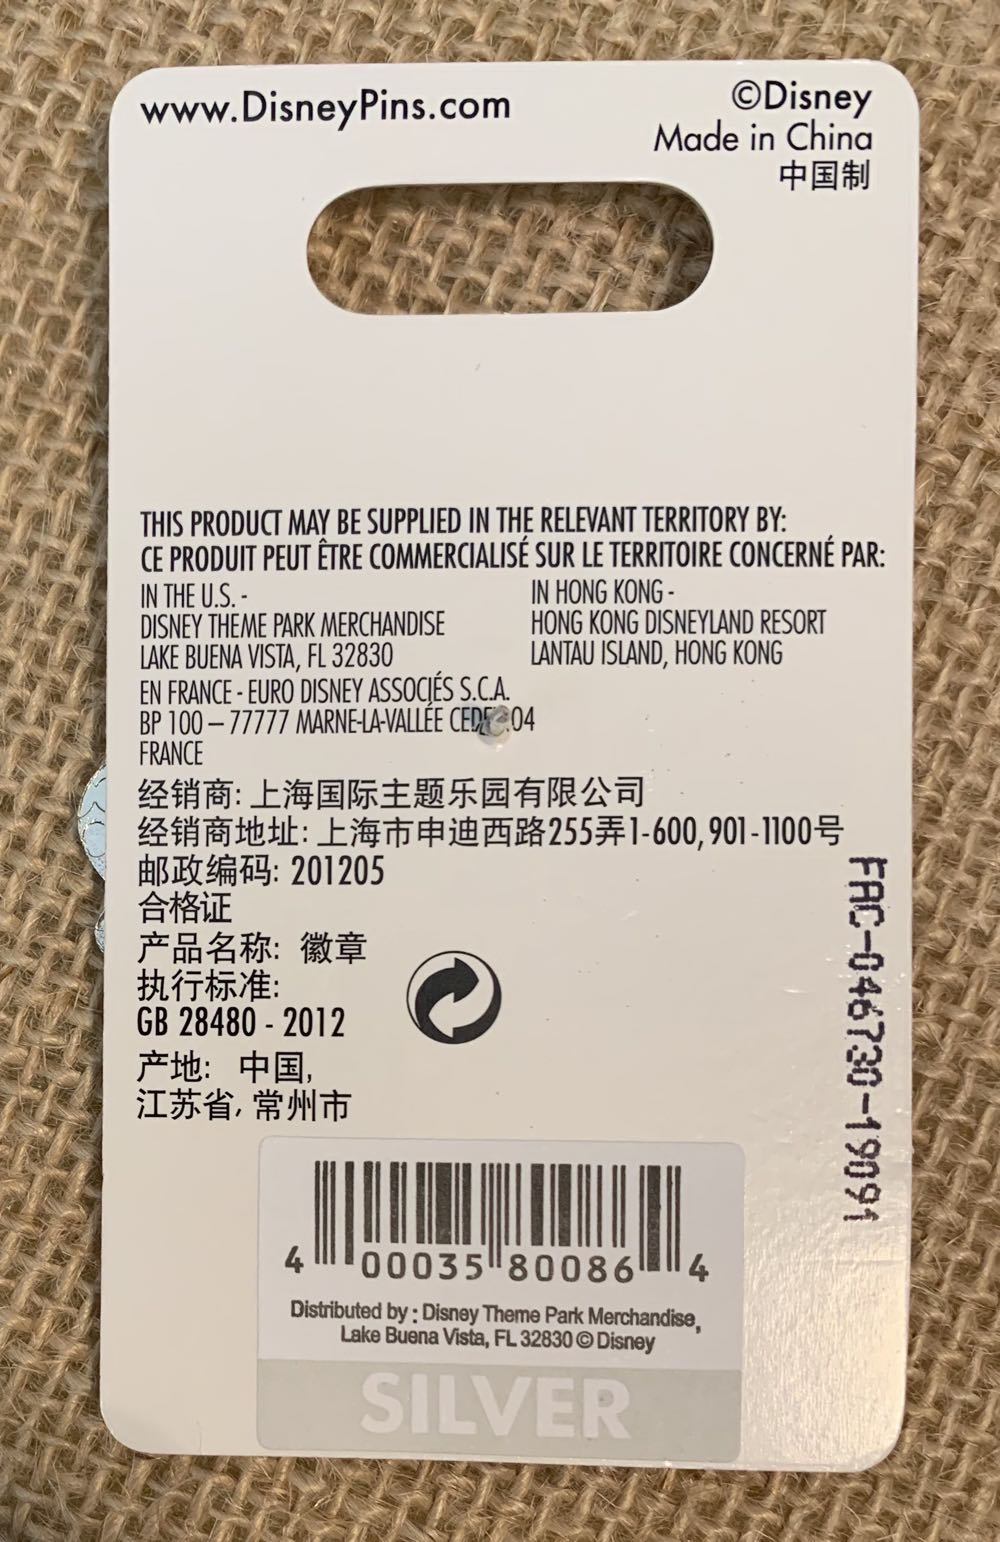 www.DisneyPins.com
©Disney
Made in China
中国制
THIS PRODUCT MAY BE SUPPLIED IN THE RELEVANT TERRITORY BY:
CE PRODUIT PEUT ÊTRE COMMERCIALISÉ SUR LE TERRITOIRE CONCERNÉ PAR:
IN THE U.S. -
DISNEY THEME PARK MERCHANDISE
LAKE BUENA VISTA, FL 32830
IN HONG KONG -
HONG KONG DISNEYLAND RESORT
LANTAU ISLAND, HONG KONG
EN FRANCE - EURO DISNEY ASSOCIÉS S.C.A.
BP 100 – 77777 MARNE-LA-VALLÉE 04
FRANCE
经销商: 上海国际主题乐园有限公司
经销商地址: 上海市申迪西路255弄1-600, 901-1100号
邮政编码: 201205
合格证
产品名称: 徽章
执行标准:
GB 28480 - 2012
产地: 中国,
江苏省, 常州市
FAC-046730-19091
4 00035 80086 4
Distributed by : Disney Theme Park Merchandise,
Lake Buena Vista, FL 32830 © Disney
SILVER